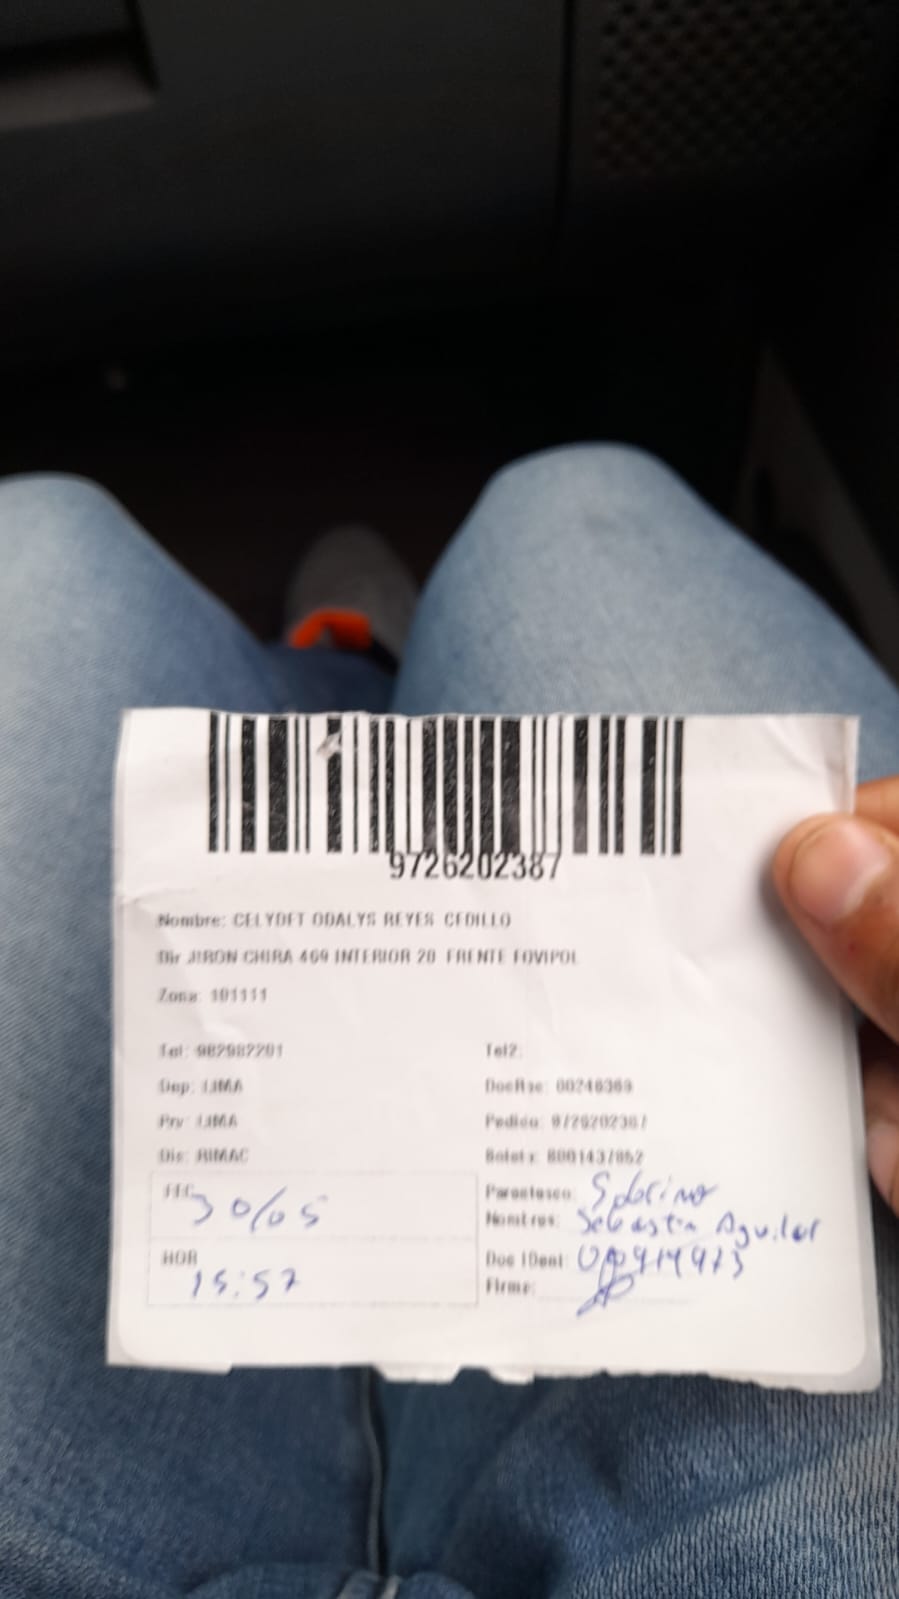 9726202387
Nombre: CELYDET ODALYS REYES CEDILLO
Dir JIRON CHIRA 469 INTERIOR 20 FRENTE FOVIPOL
Zona: 101111
Tel: 982982201
Tel2:
Dep: LIMA
DocRse: 00246369
Prv: LIMA
Pedido: 9726202387
Dis: RIMAC
FEC
30/05
Parentesco: Sobrino
Nombres: Sebastian Aguilar
HOR
15:57
Doc IDent:
Firma: